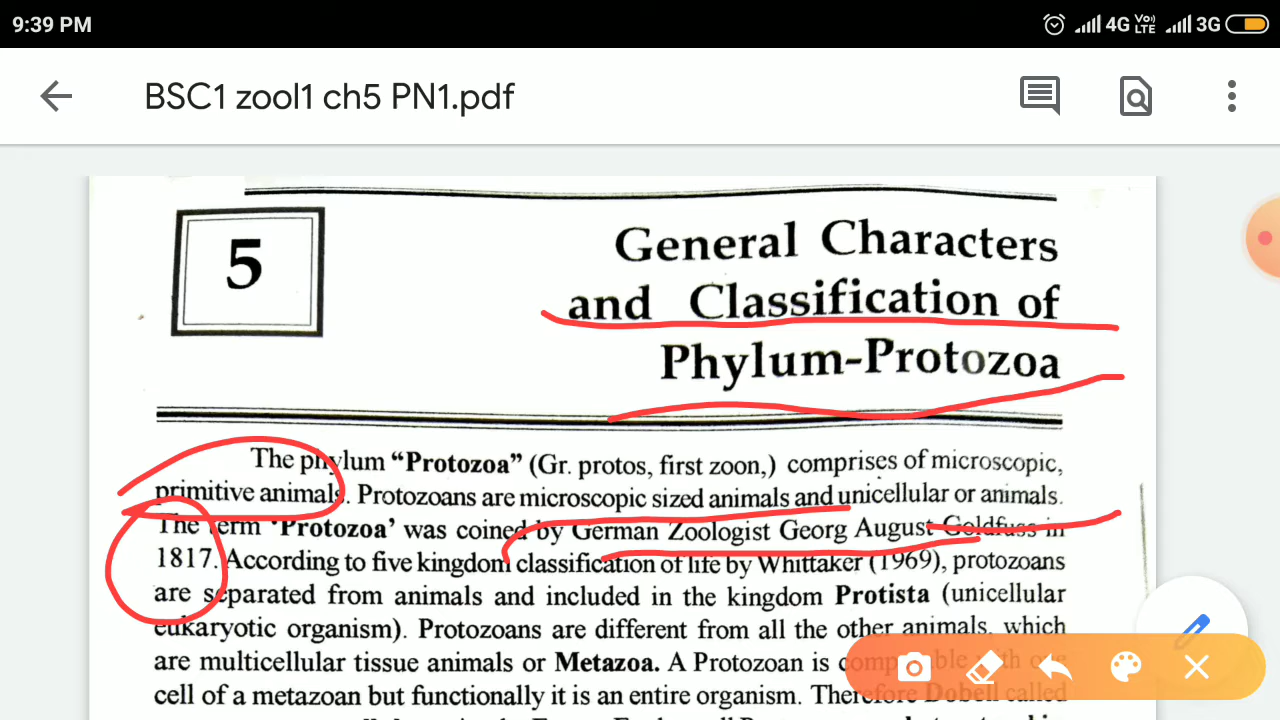 9:39 PM
4G VoLTE 3G
BSC1 zool1 ch5 PN1.pdf
5
General Characters
and Classification of
Phylum-Protozoa
The phylum “Protozoa” (Gr. protos, first zoon,) comprises of microscopic,
primitive animals. Protozoans are microscopic sized animals and unicellular or animals.
The term ‘Protozoa’ was coined by German Zoologist Georg August Goldfuss in
1817. According to five kingdom classification of life by Whittaker (1969), protozoans
are separated from animals and included in the kingdom Protista (unicellular
eukaryotic organism). Protozoans are different from all the other animals, which
are multicellular tissue animals or Metazoa. A Protozoan is comparable with one
cell of a metazoan but functionally it is an entire organism. Therefore Dobell called